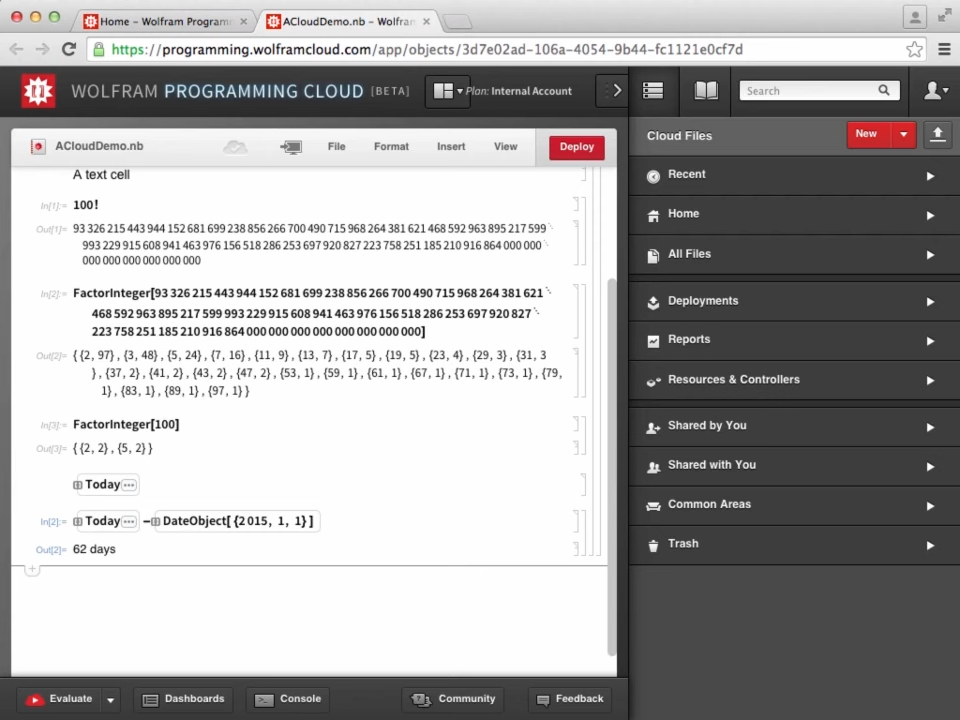 Home – Wolfram Programm
ACloudDemo.nb – Wolfram
https://programming.wolframcloud.com/app/objects/3d7e02ad-106a-4054-9b44-fc1121e0cf7d
WOLFRAM PROGRAMMING CLOUD [BETA]
Plan: Internal Account
Search
ACloudDemo.nb
File Format Insert View Deploy
Cloud Files
New
A text cell
In[1]:= 100!
Out[1]= 93 326 215 443 944 152 681 699 238 856 266 700 490 715 968 264 381 621 468 592 963 895 217 599
993 229 915 608 941 463 976 156 518 286 253 697 920 827 223 758 251 185 210 916 864 000 000
000 000 000 000 000 000
In[2]:= FactorInteger[93 326 215 443 944 152 681 699 238 856 266 700 490 715 968 264 381 621
468 592 963 895 217 599 993 229 915 608 941 463 976 156 518 286 253 697 920 827
223 758 251 185 210 916 864 000 000 000 000 000 000 000 000]
Out[2]= {{2, 97}, {3, 48}, {5, 24}, {7, 16}, {11, 9}, {13, 7}, {17, 5}, {19, 5}, {23, 4}, {29, 3}, {31, 3
}, {37, 2}, {41, 2}, {43, 2}, {47, 2}, {53, 1}, {59, 1}, {61, 1}, {67, 1}, {71, 1}, {73, 1}, {79,
1}, {83, 1}, {89, 1}, {97, 1}}
In[3]:= FactorInteger[100]
Out[3]= {{2, 2}, {5, 2}}
Today
In[2]:= Today – DateObject[{2015, 1, 1}]
Out[2]= 62 days
Recent
Home
All Files
Deployments
Reports
Resources & Controllers
Shared by You
Shared with You
Common Areas
Trash
Evaluate
Dashboards
Console
Community
Feedback